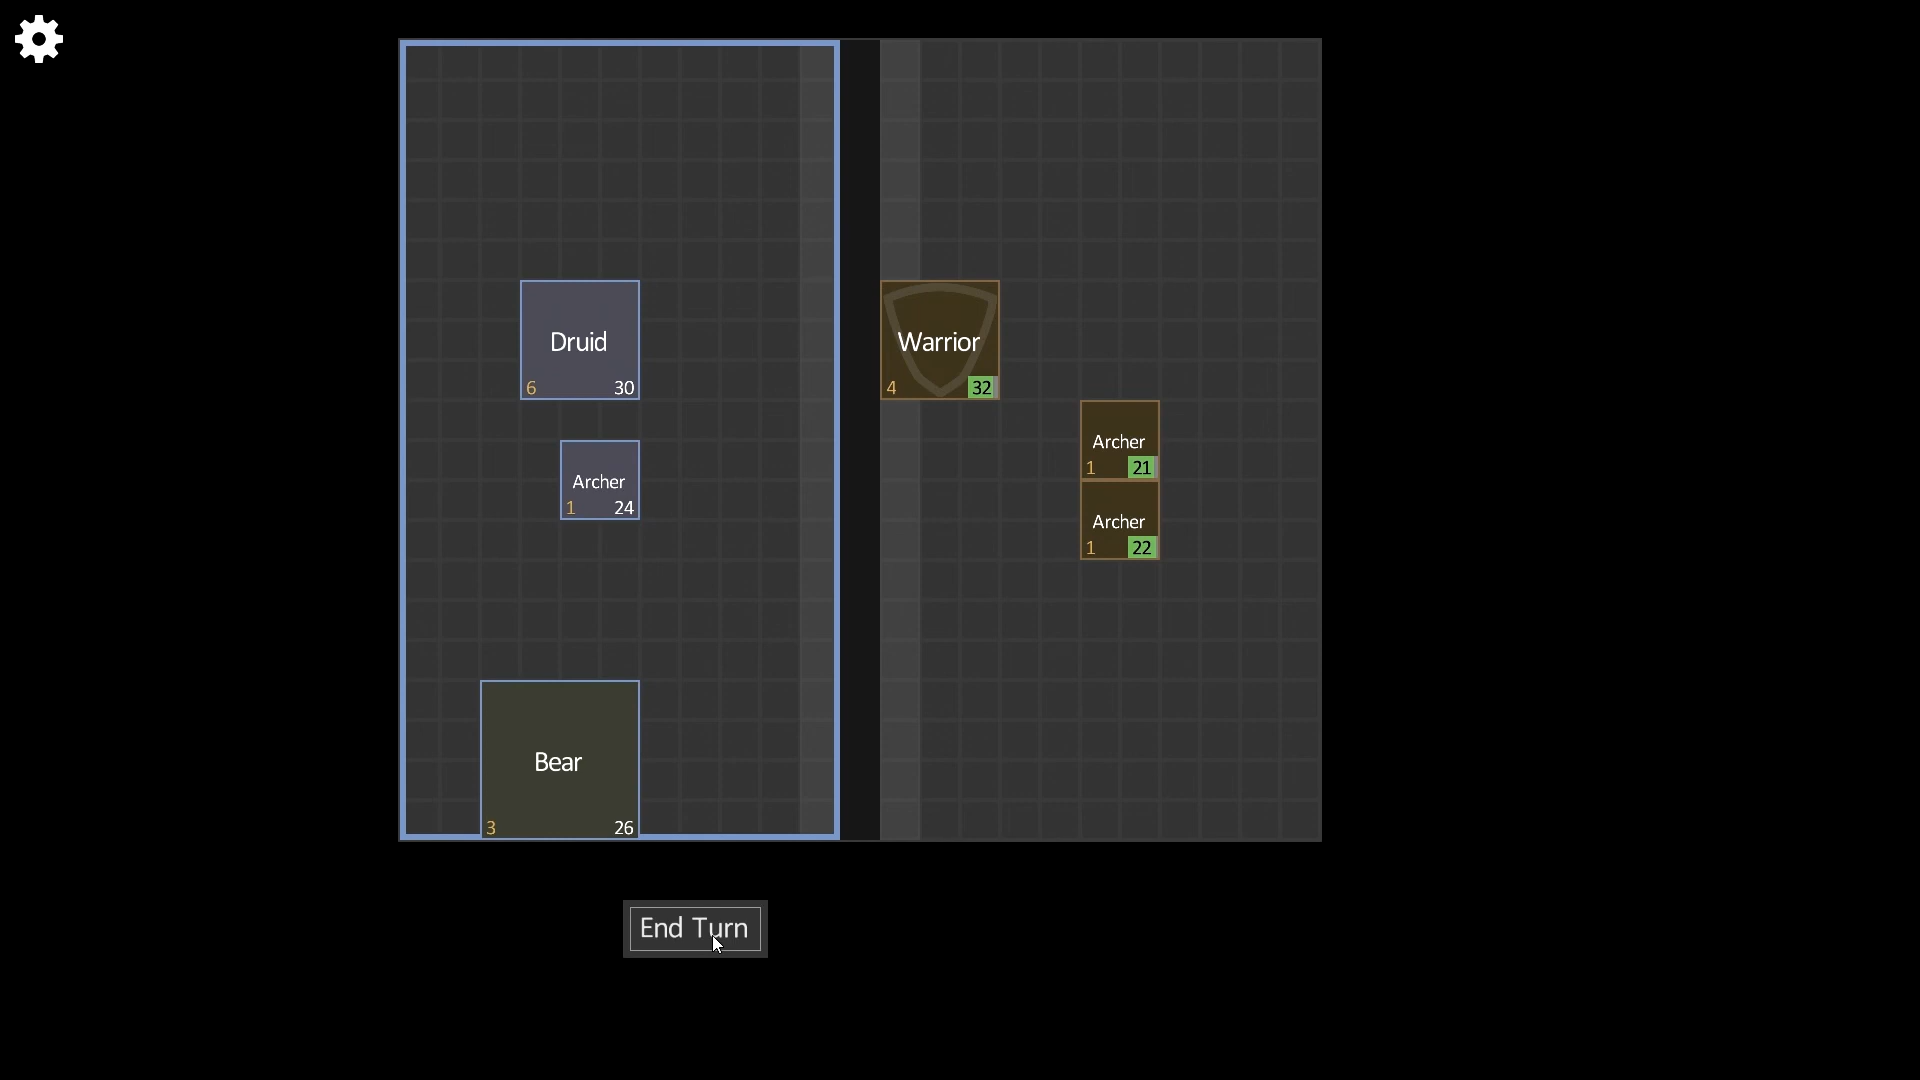 Druid
6 30
Warrior
4 32
Archer
1 21
Archer
1 24
Archer
1 22
Bear
3 26
End Turn